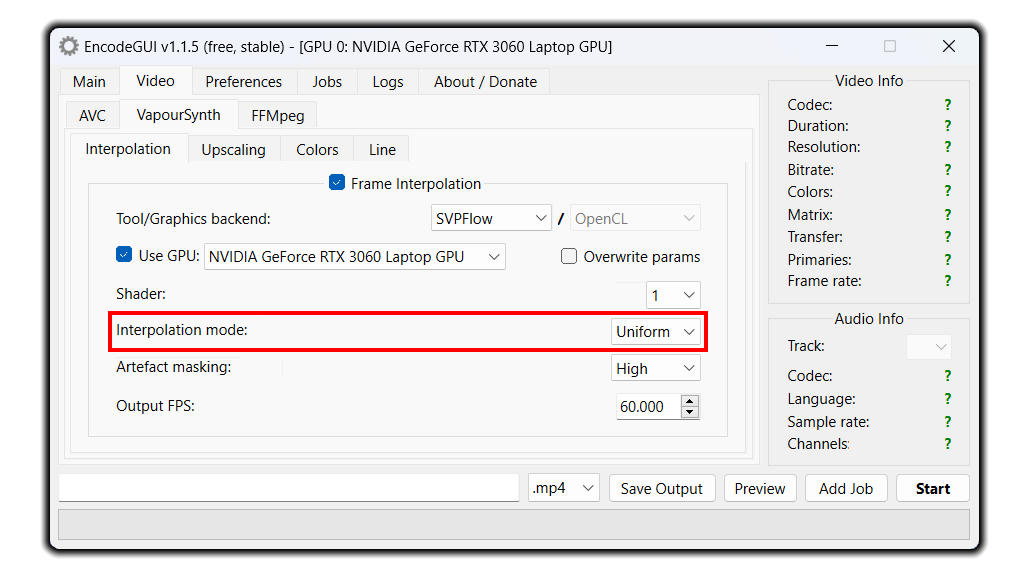 EncodeGUI v1.1.5 (free, stable) - [GPU 0: NVIDIA GeForce RTX 3060 Laptop GPU]
Main Video Preferences Jobs Logs About / Donate
AVC VapourSynth FFMpeg
Interpolation Upscaling Colors Line
Frame Interpolation
Tool/Graphics backend: SVPFlow / OpenCL
Use GPU: NVIDIA GeForce RTX 3060 Laptop GPU Overwrite params
Shader: 1
Interpolation mode: Uniform
Artefact masking: High
Output FPS: 60.000
Video Info
Codec: ?
Duration: ?
Resolution: ?
Bitrate: ?
Colors: ?
Matrix: ?
Transfer: ?
Primaries: ?
Frame rate: ?
Audio Info
Track:
Codec: ?
Language: ?
Sample rate: ?
Channels: ?
.mp4 Save Output Preview Add Job Start